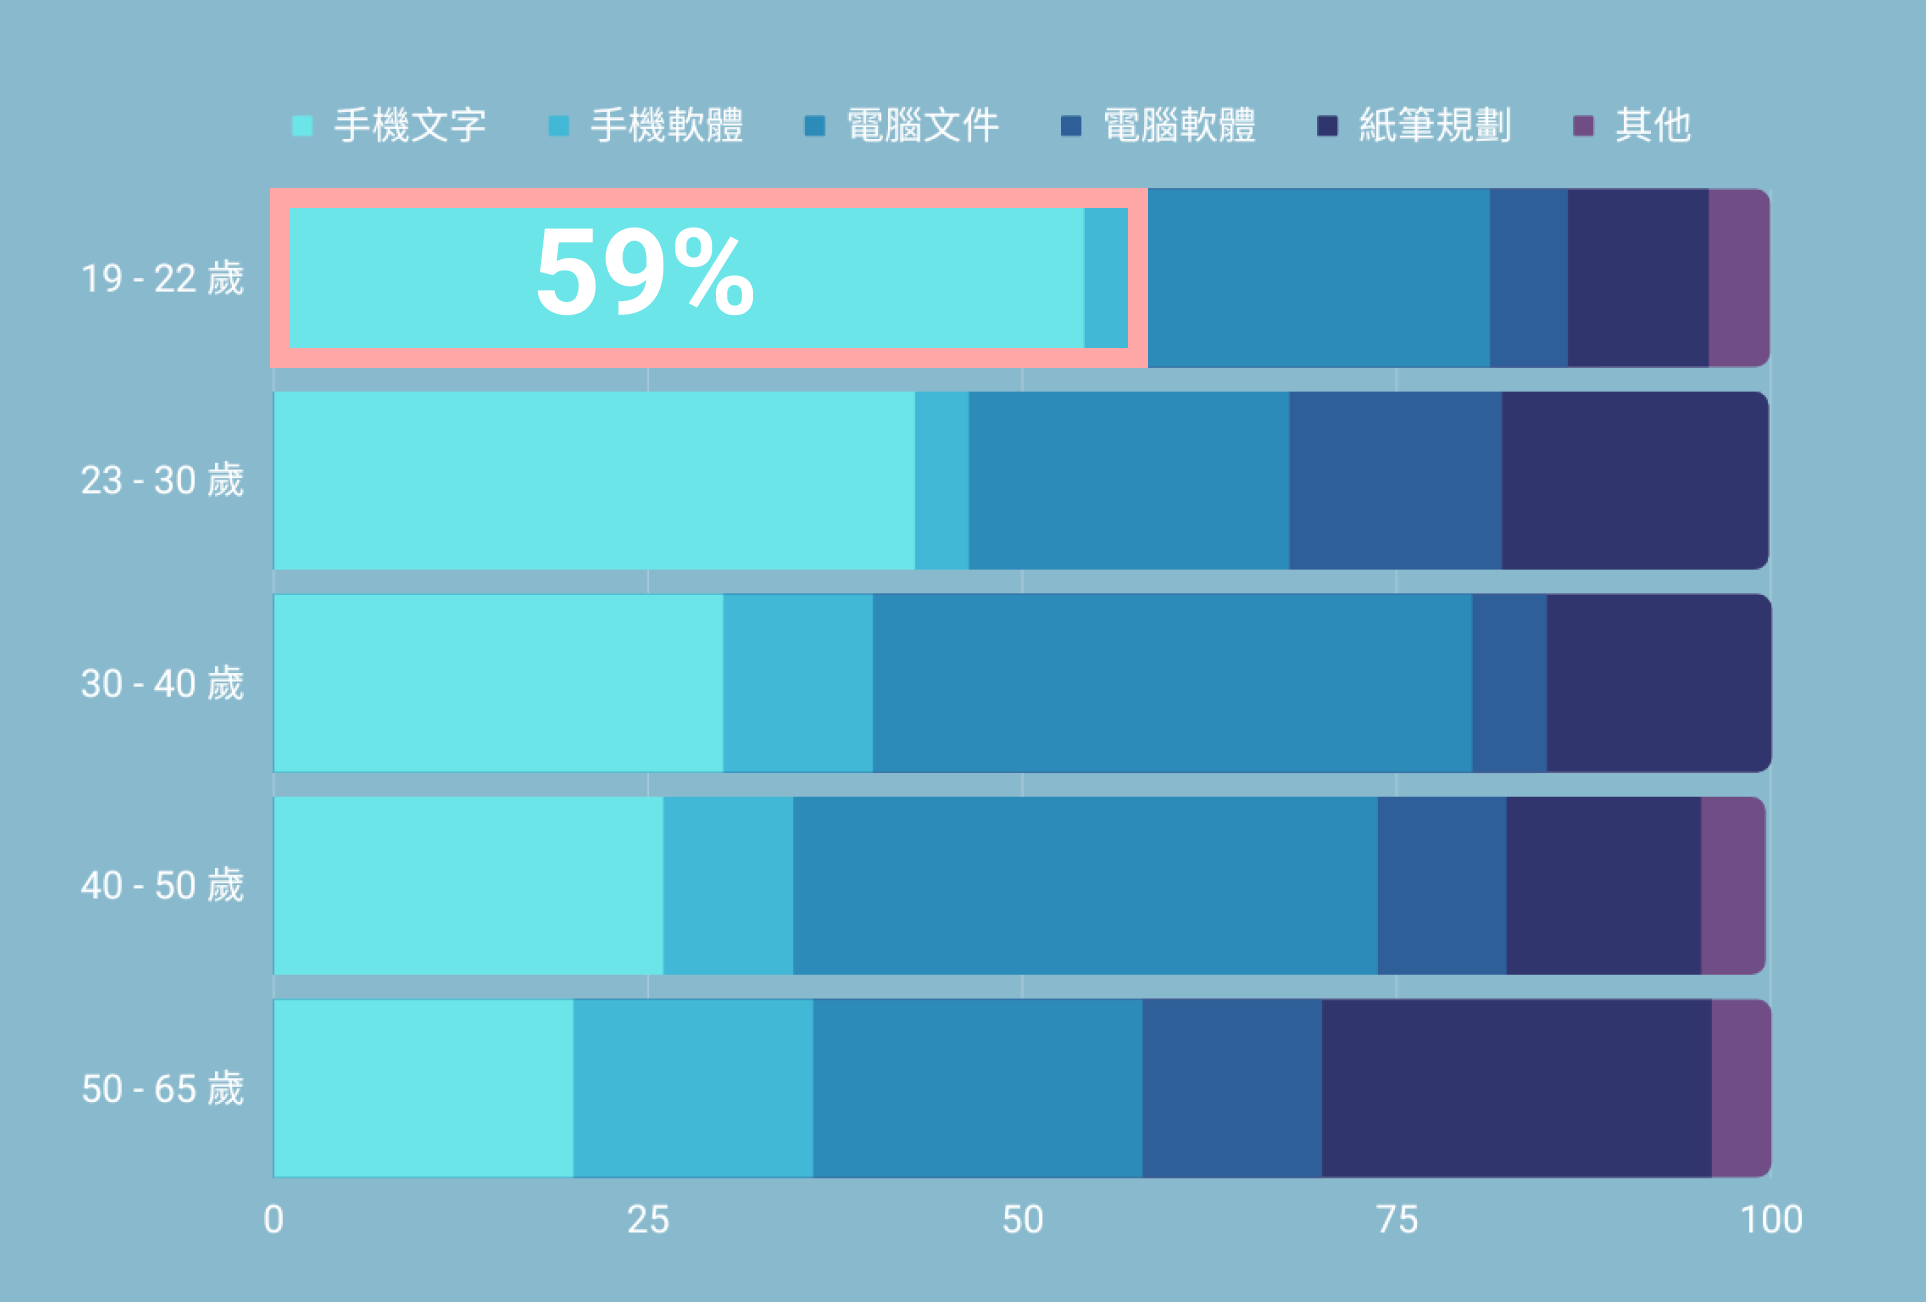 手機文字 手機軟體 電腦文件 電腦軟體 紙筆規劃 其他
59%
19 - 22 歲
23 - 30 歲
30 - 40 歲
40 - 50 歲
50 - 65 歲
0 25 50 75 100